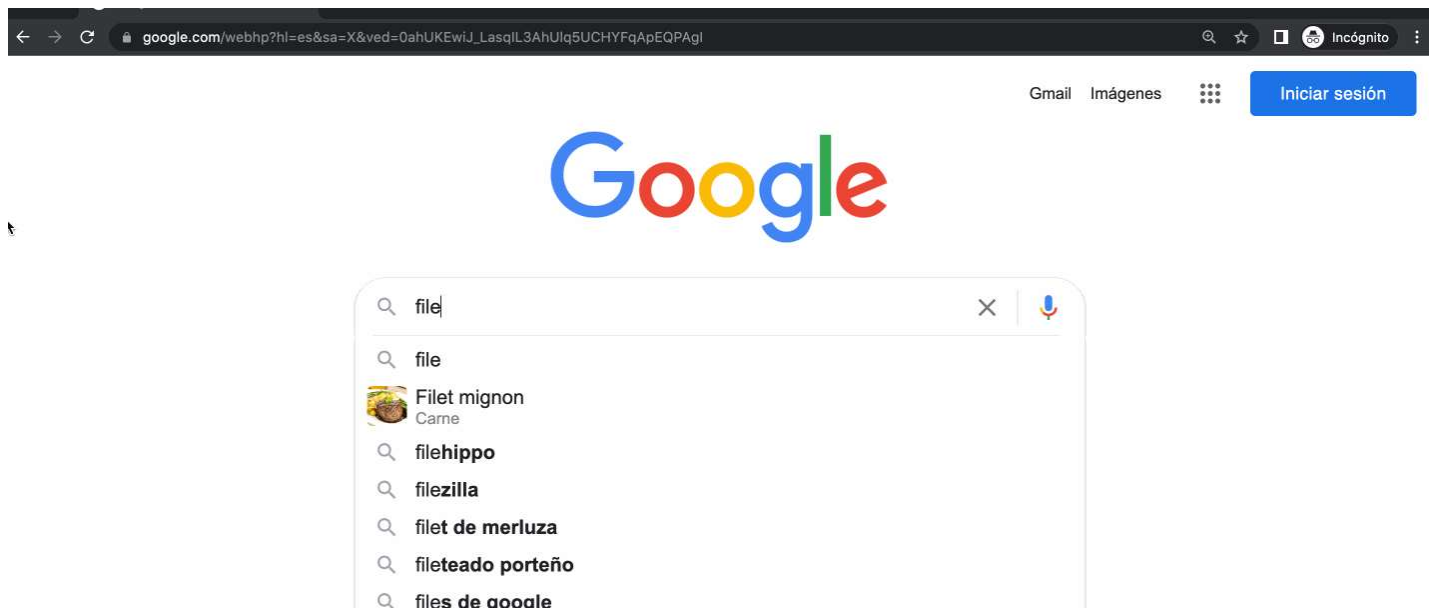 google.com/webhp?hl=es&sa=X&ved=0ahUKEwiJ_LasqIL3AhUIq5UCHYFqApEQPAgI
Incógnito
Gmail Imágenes Iniciar sesión
Google
file
file
Filet mignon
Carne
filehippo
filezilla
filet de merluza
fileteado porteño
files de google